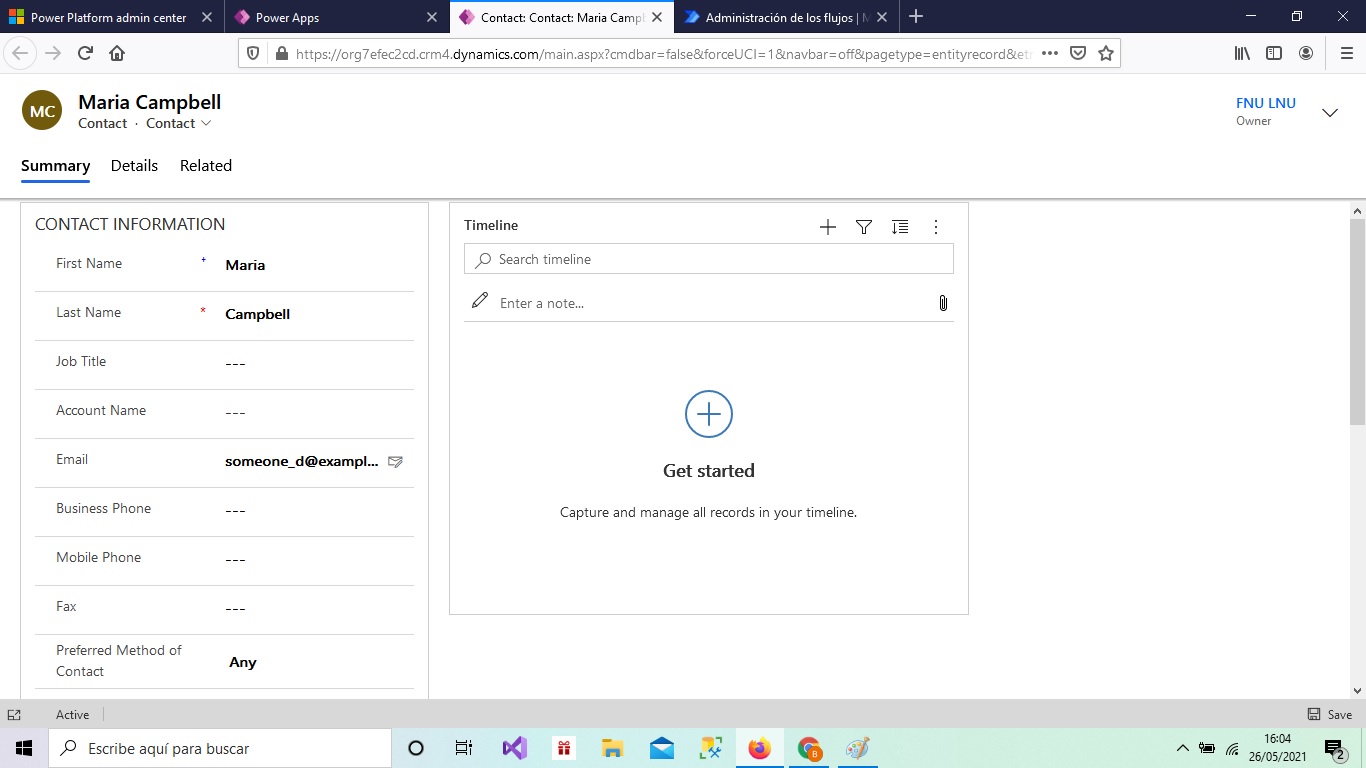 Power Platform admin center
Power Apps
Contact: Contact: Maria Campb
Administración de los flujos | M
https://org7efec2cd.crm4.dynamics.com/main.aspx?cmdbar=false&forceUCI=1&navbar=off&pagetype=entityrecord&etn
MC
Maria Campbell
Contact · Contact
FNU LNU
Owner
Summary Details Related
CONTACT INFORMATION
First Name + Maria
Last Name * Campbell
Job Title ---
Account Name ---
Email someone_d@exampl...
Business Phone ---
Mobile Phone ---
Fax ---
Preferred Method of
Contact
Any
Timeline
Search timeline
Enter a note...
Get started
Capture and manage all records in your timeline.
Active
Save
Escribe aquí para buscar
B
16:04
26/05/2021
2